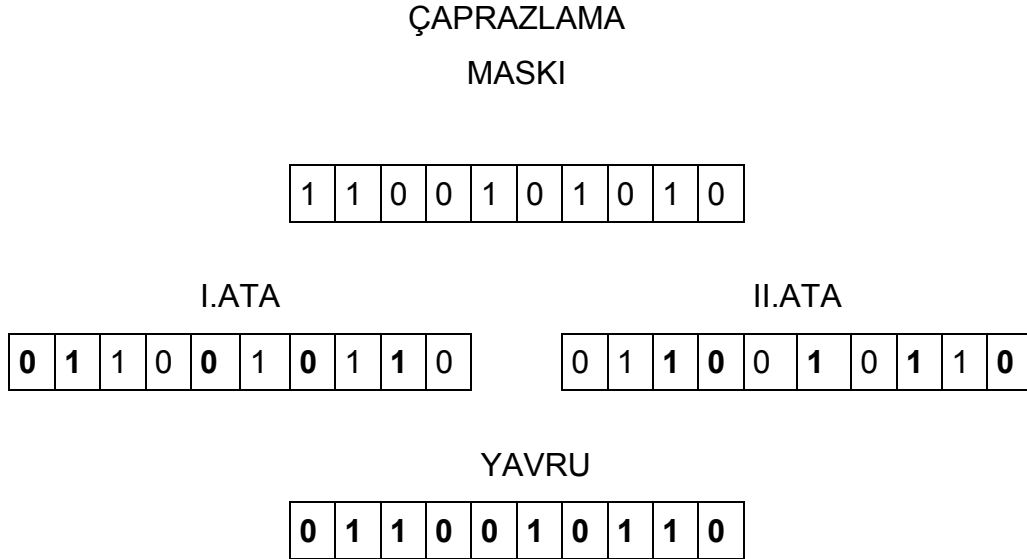 ÇAPRAZLAMA
MASKI
1 1 0 0 1 0 1 0 1 0
I.ATA II.ATA
0 1 1 0 0 1 0 1 1 0 0 1 1 0 0 1 0 1 1 0
YAVRU
0 1 1 0 0 1 0 1 1 0